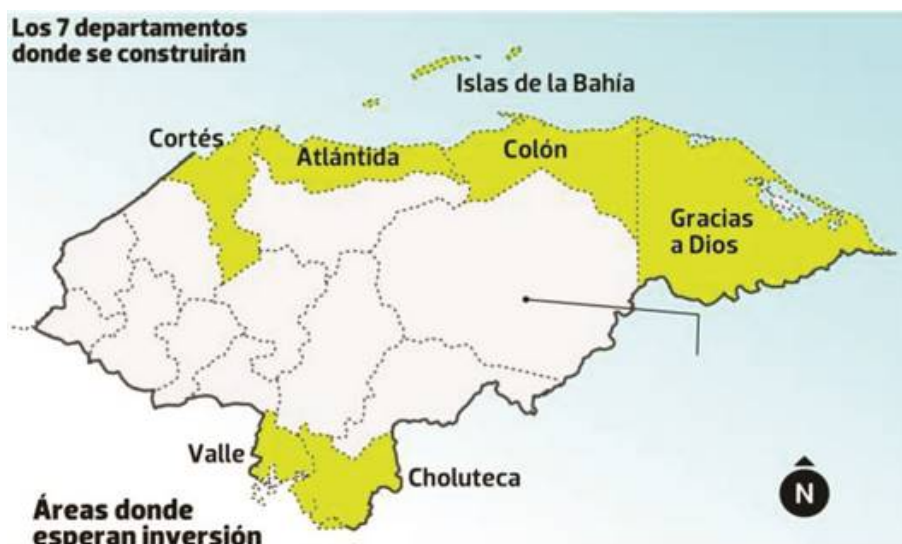 Los 7 departamentos
donde se construirán
Islas de la Bahía
Cortés
Atlántida
Colón
Gracias
a Dios
Valle
Choluteca
N
Áreas donde
esperan inversión